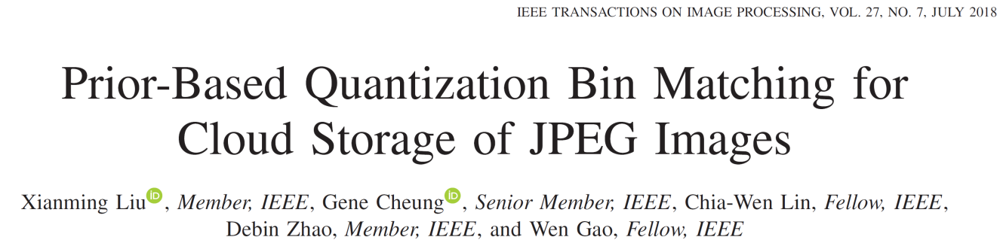 IEEE TRANSACTIONS ON IMAGE PROCESSING, VOL. 27, NO. 7, JULY 2018
Prior-Based Quantization Bin Matching for
Cloud Storage of JPEG Images
Xianming Liu iD, Member, IEEE, Gene Cheung iD, Senior Member, IEEE, Chia-Wen Lin, Fellow, IEEE,
Debin Zhao, Member, IEEE, and Wen Gao, Fellow, IEEE